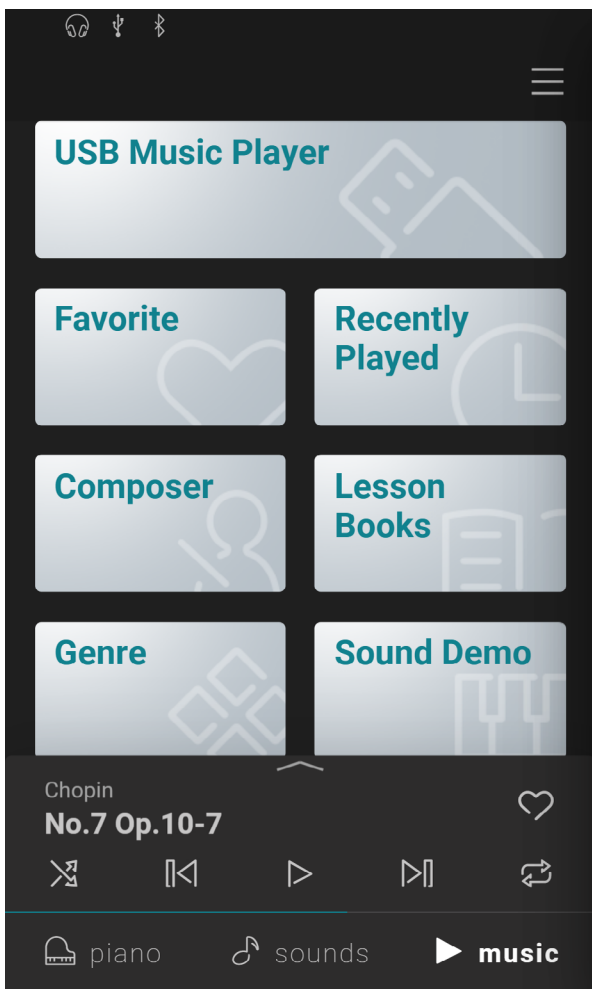 USB Music Player
Favorite
Recently
Played
Composer
Lesson
Books
Genre
Sound Demo
Chopin
No.7 Op.10-7
piano
sounds
music